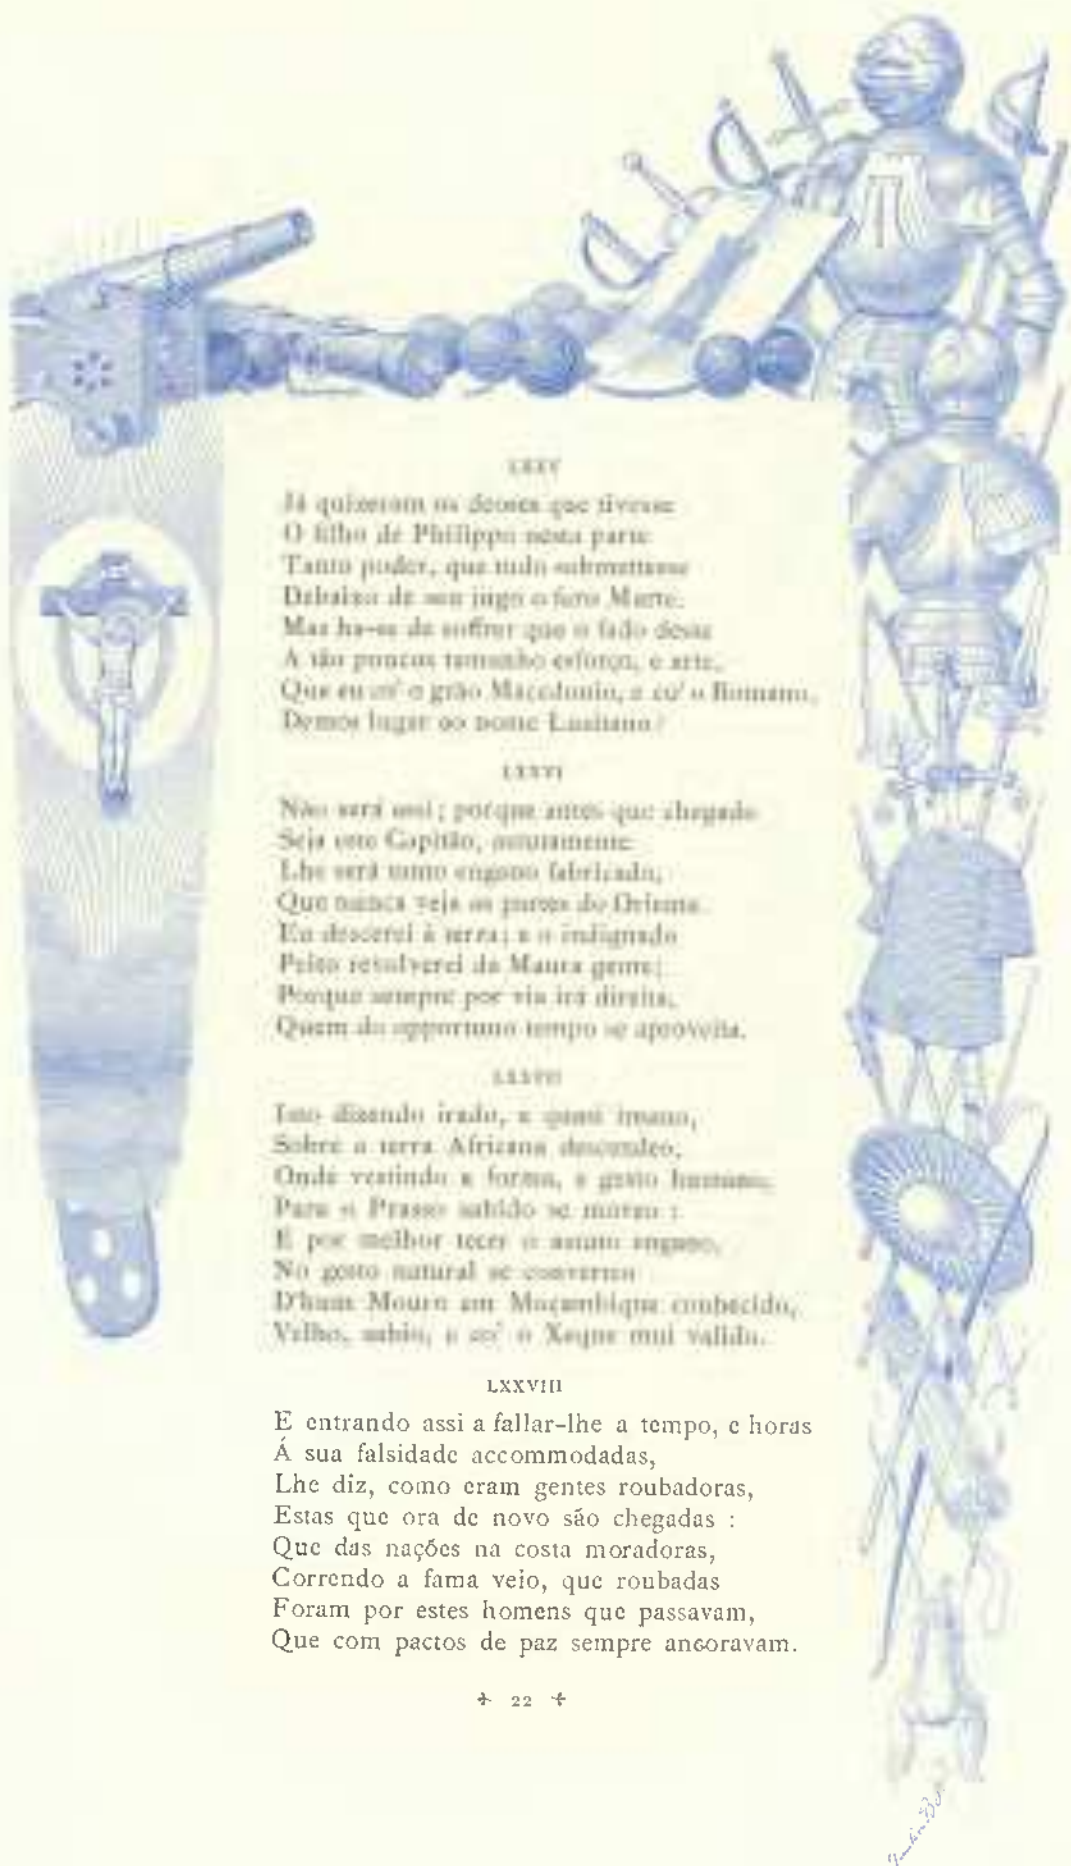 LXXV
Já quizeram os deoses que tivesse
O filho de Philippo nesta parte
Tanto poder, que tudo submettesse
Debaixo de seu jugo o fero Marte.
Mas ha-se de soffrer que o fado desse
A tão poucos tamanho esforço, e arte,
Que eu co' o grão Macedonio, e co' o Romano,
Demos lugar ao nome Lusitano?
LXXVI
Não será assi; porque antes que chegado
Seja este Capitão, astutamente
Lhe será tanto engano fabricado,
Que nunca veja as partes do Oriente.
Eu descerei á terra; e o indignado
Peito revolverei da Maura gente;
Porque sempre por via irá direita,
Quem do opportuno tempo se aproveita.
LXXVII
Isto dizendo irado, e quasi insano,
Sobre a terra Africana descendeo,
Onde vestindo a forma, e gesto humano,
Para o Prasso sabido se moveo :
E por melhor tecer o astuto engano,
No gesto natural se converteo
D'hum Mouro em Moçambique conhecido,
Velho, sabio, e co' o Xeque mui valido.
LXXVIII
E entrando assi a fallar-lhe a tempo, e horas
Á sua falsidade accommodadas,
Lhe diz, como eram gentes roubadoras,
Estas que ora de novo são chegadas :
Que das nações na costa moradoras,
Correndo a fama veio, que roubadas
Foram por estes homens que passavam,
Que com pactos de paz sempre ancoravam.
22